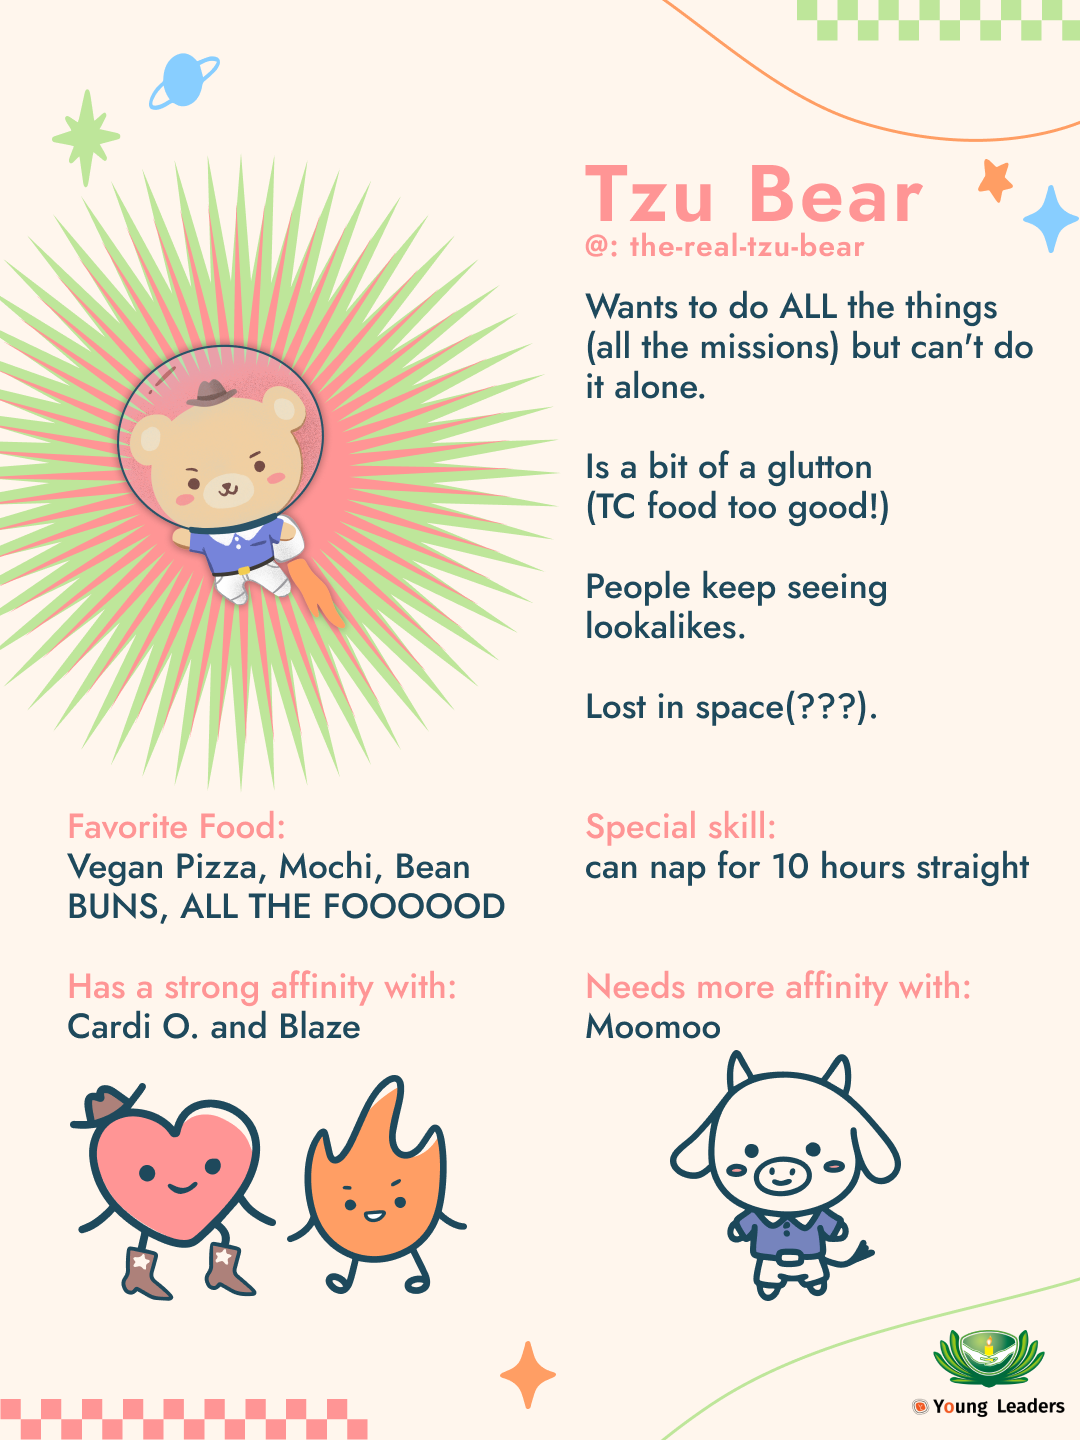 Tzu Bear
@: the-real-tzu-bear
Wants to do ALL the things
(all the missions) but can't do
it alone.
Is a bit of a glutton
(TC food too good!)
People keep seeing
lookalikes.
Lost in space(???).
Favorite Food:
Vegan Pizza, Mochi, Bean
BUNS, ALL THE FOOOOOD
Special skill:
can nap for 10 hours straight
Has a strong affinity with:
Cardi O. and Blaze
Needs more affinity with:
Moomoo
Young Leaders